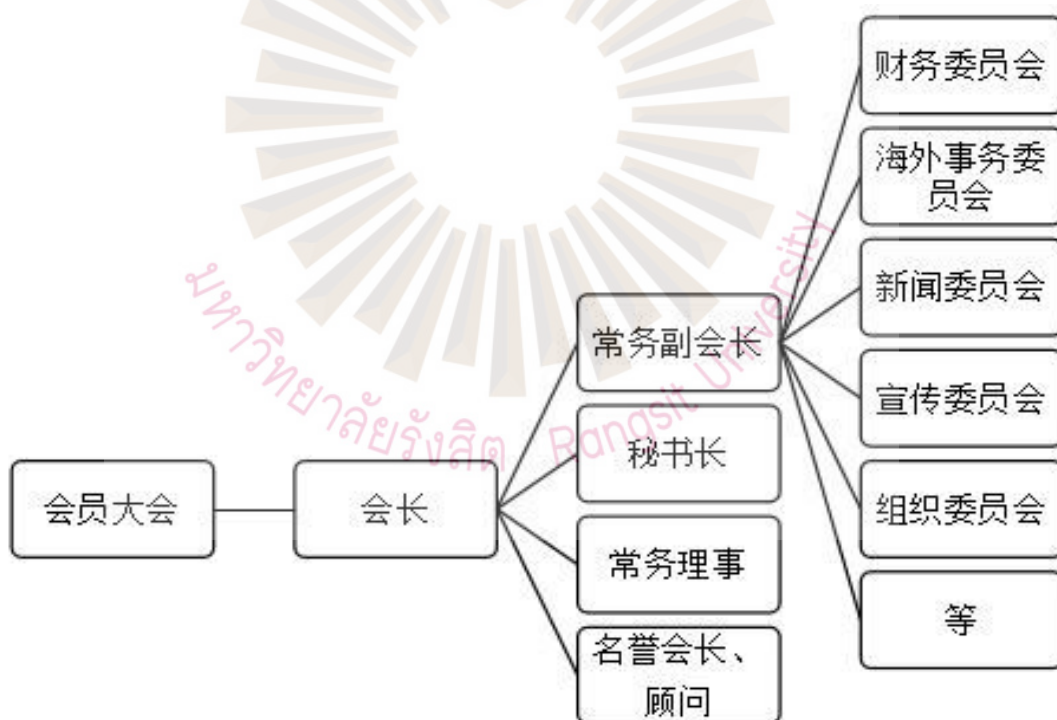 财务委员会
海外事务委
员会
新闻委员会
常务副会长
宣传委员会
秘书长
会员大会
会长
组织委员会
常务理事
等
名誉会长、
顾问
มหาวิทยาลัยรังสิต Rangsit University